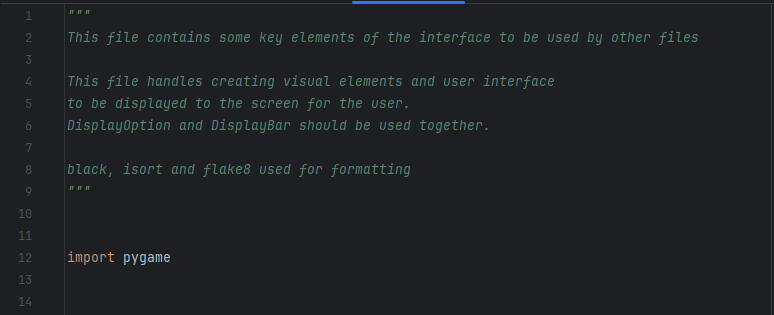 1 """
2 This file contains some key elements of the interface to be used by other files
3
4 This file handles creating visual elements and user interface
5 to be displayed to the screen for the user.
6 DisplayOption and DisplayBar should be used together.
7
8 black, isort and flake8 used for formatting
9 """
10
11
12 import pygame
13
14